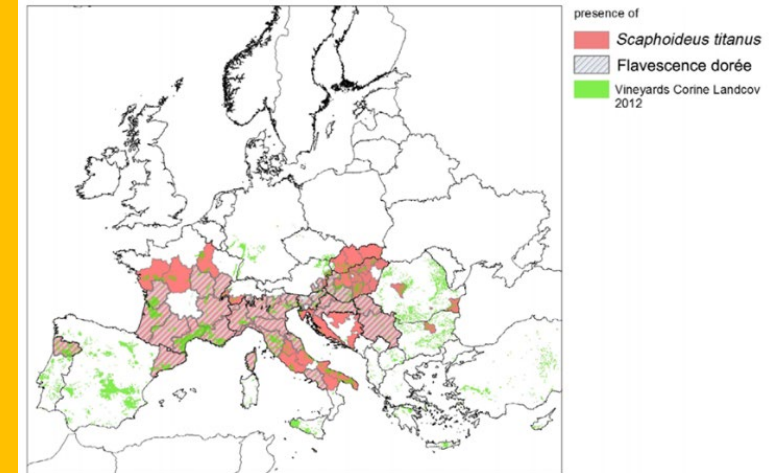 presence of
Scaphoideus titanus
Flavescence dorée
Vineyards Corine Landcov
2012